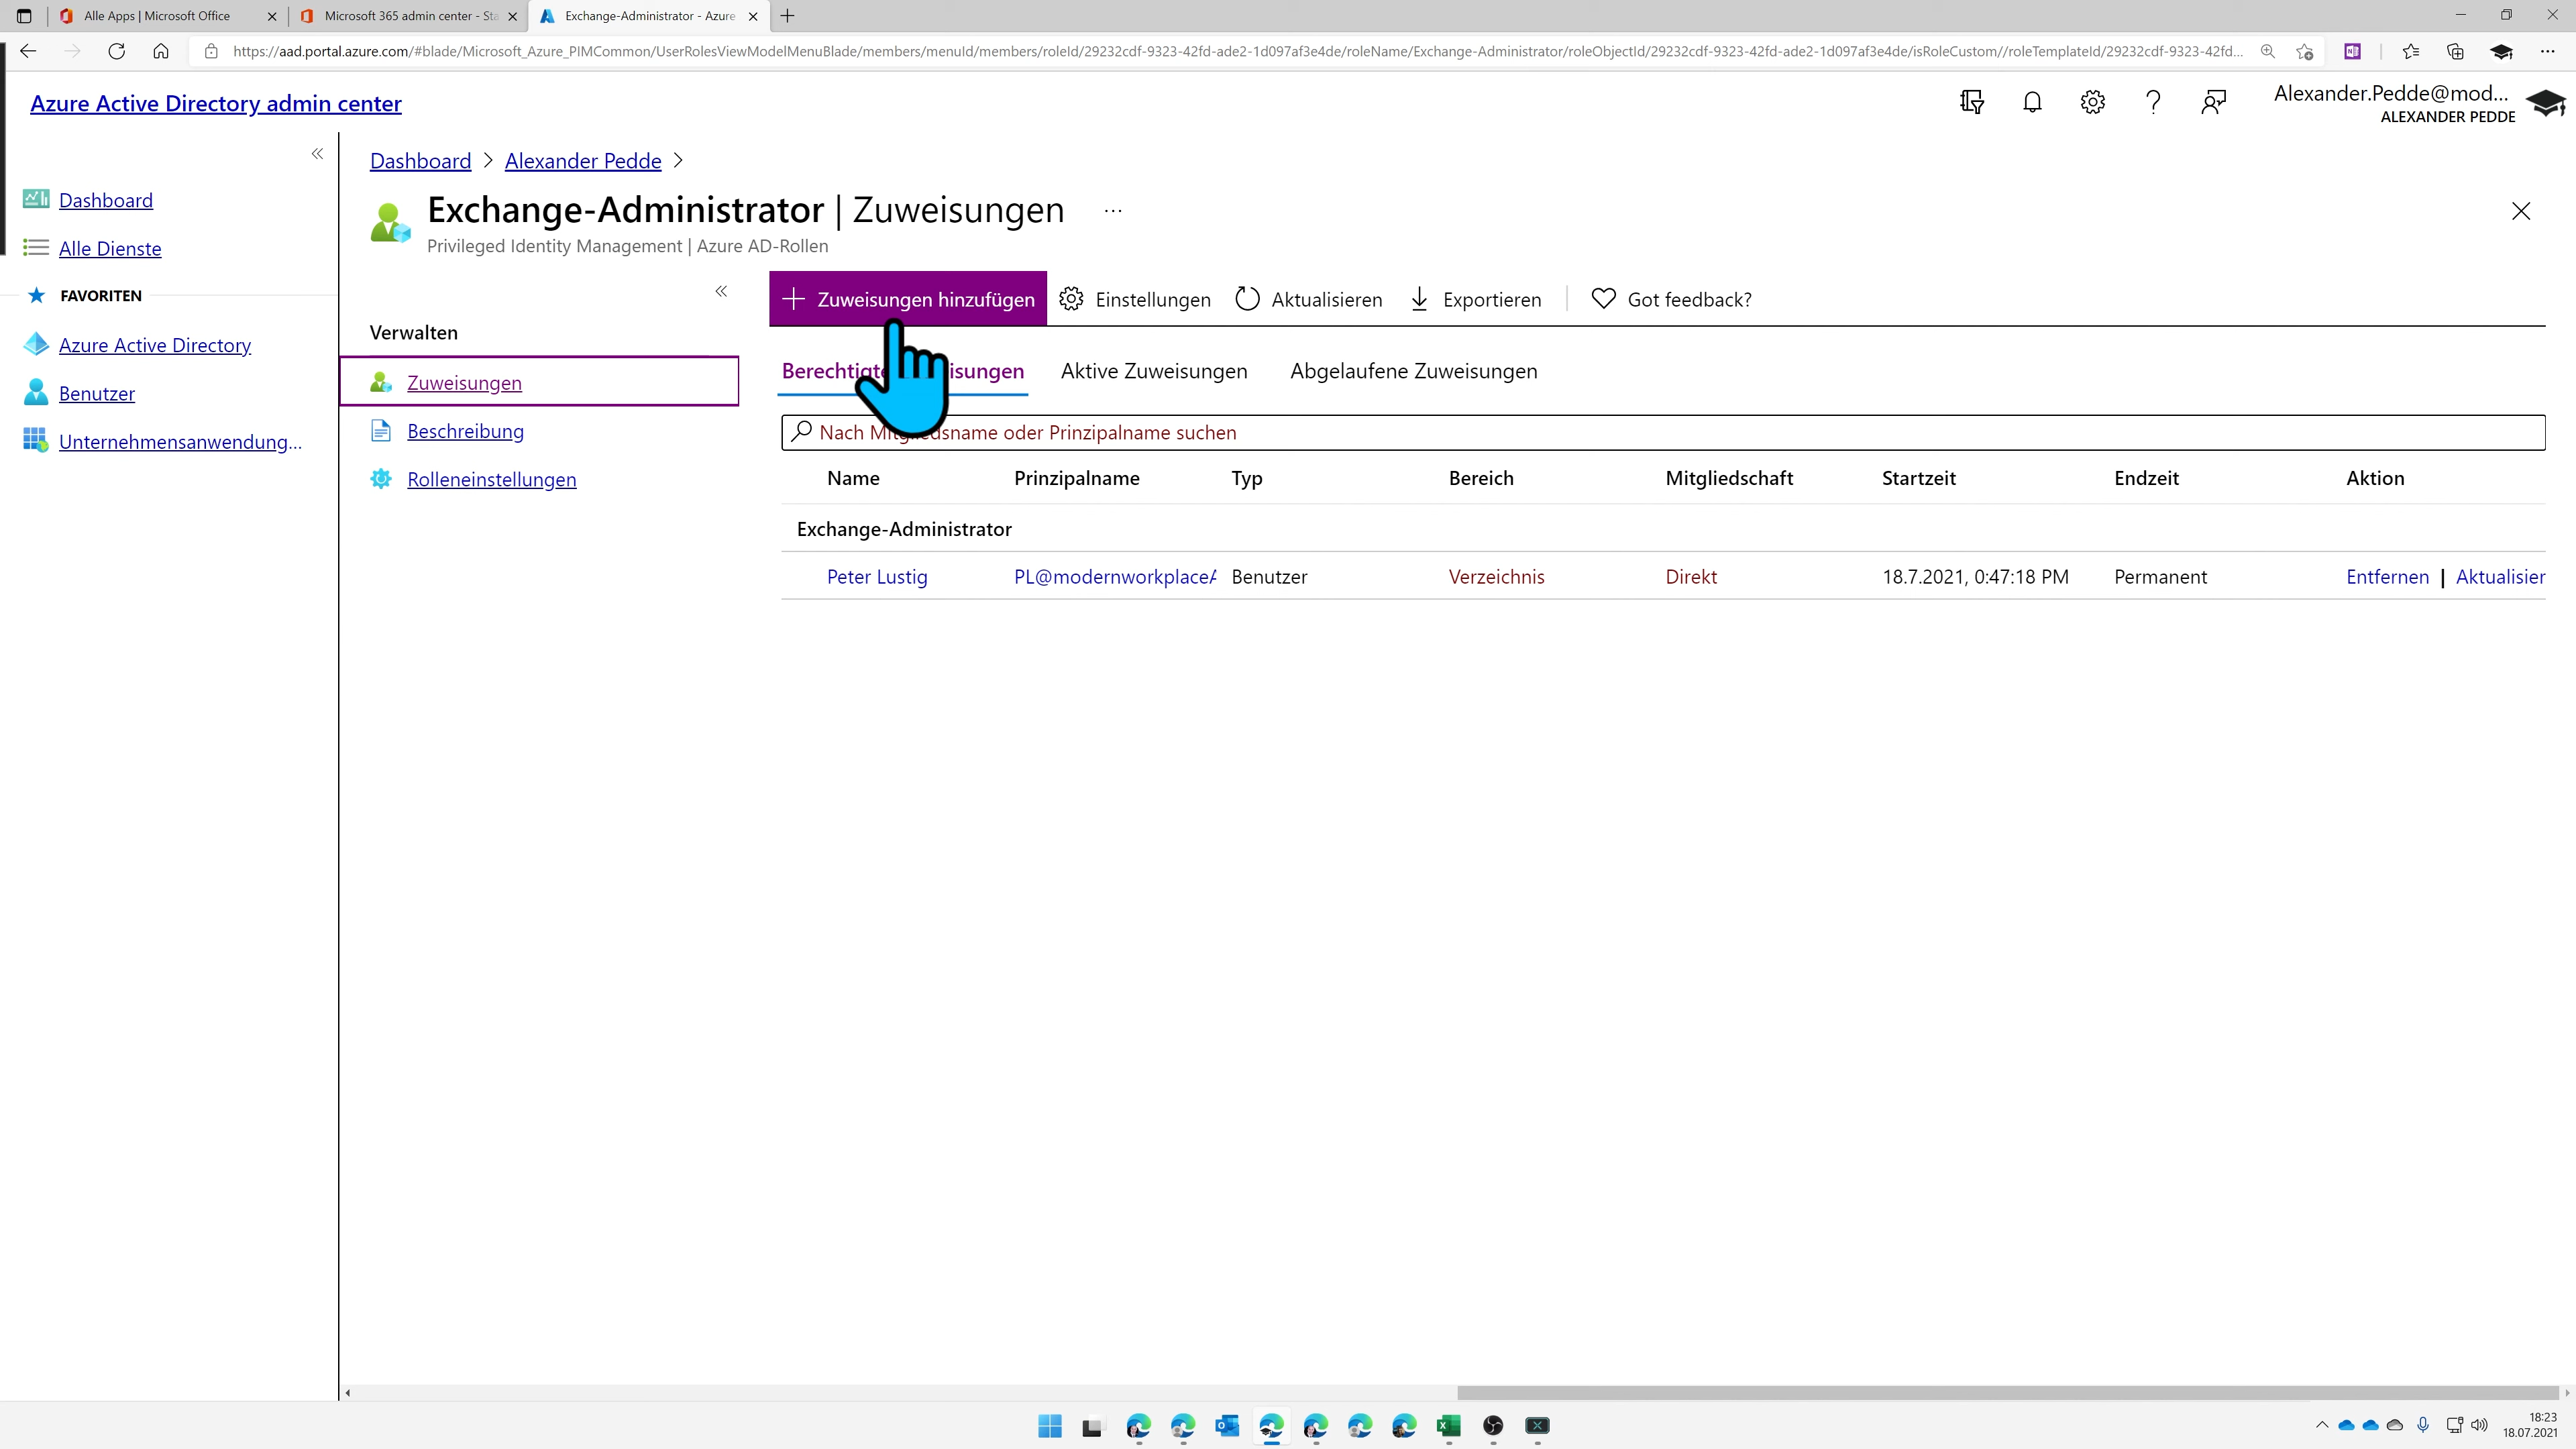 Alle Apps | Microsoft Office
Microsoft 365 admin center - Sta
Exchange-Administrator - Azure
https://aad.portal.azure.com/#blade/Microsoft_Azure_PIMCommon/UserRolesViewModelMenuBlade/members/menuId/members/roleId/29232cdf-9323-42fd-ade2-1d097af3e4de/roleName/Exchange-Administrator/roleObjectId/29232cdf-9323-42fd-ade2-1d097af3e4de/isRoleCustom//roleTemplateId/29232cdf-9323-42fd...
Azure Active Directory admin center
Alexander.Pedde@mod...
ALEXANDER PEDDE
Dashboard
Alle Dienste
FAVORITEN
Azure Active Directory
Benutzer
Unternehmensanwendung...
Dashboard > Alexander Pedde >
Exchange-Administrator | Zuweisungen ...
Privileged Identity Management | Azure AD-Rollen
Verwalten
Zuweisungen
Beschreibung
Rolleneinstellungen
Zuweisungen hinzufügen Einstellungen Aktualisieren Exportieren Got feedback?
Aktive Zuweisungen Abgelaufene Zuweisungen
Nach oder Prinzipalname suchen
Name Prinzipalname Typ Bereich Mitgliedschaft Startzeit Endzeit Aktion
Exchange-Administrator
Peter Lustig PL@modernworkplaceA Benutzer Verzeichnis Direkt 18.7.2021, 0:47:18 PM Permanent Entfernen | Aktualisier
18:23
18.07.2021